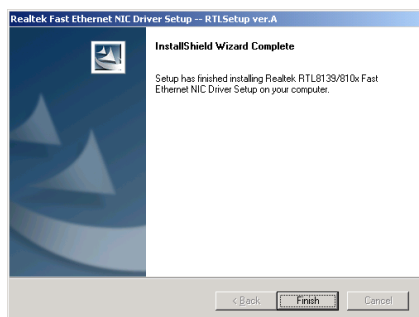 Realtek Fast Ethernet NIC Driver Setup -- RTLSetup ver.A
InstallShield Wizard Complete
Setup has finished installing Realtek RTL8139/810x Fast
Ethernet NIC Driver Setup on your computer.
< Back
Finish
Cancel